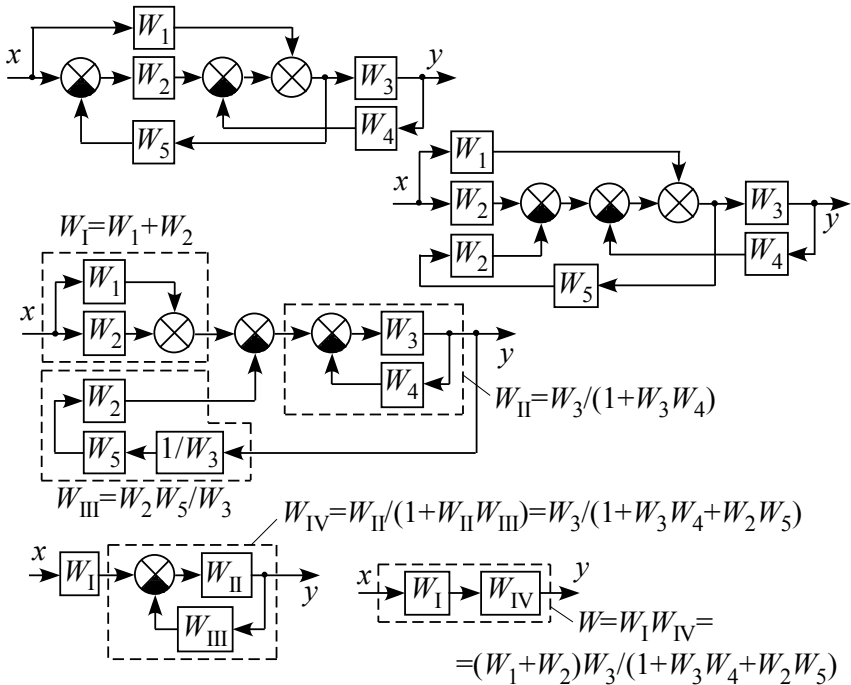 W1
x
W2
W3
y
W5
W4
W1
x
W2
W3
y
W2
W4
W5
WI=W1+W2
W1
x
W2
W3
y
W2
W4
WII=W3/(1+W3W4)
W5
1/W3
WIII=W2W5/W3
WIV=WII/(1+WIIWIII)=W3/(1+W3W4+W2W5)
x
WI
WII
y
WIII
x
WI
WIV
y
W=WIWIV=
=(W1+W2)W3/(1+W3W4+W2W5)